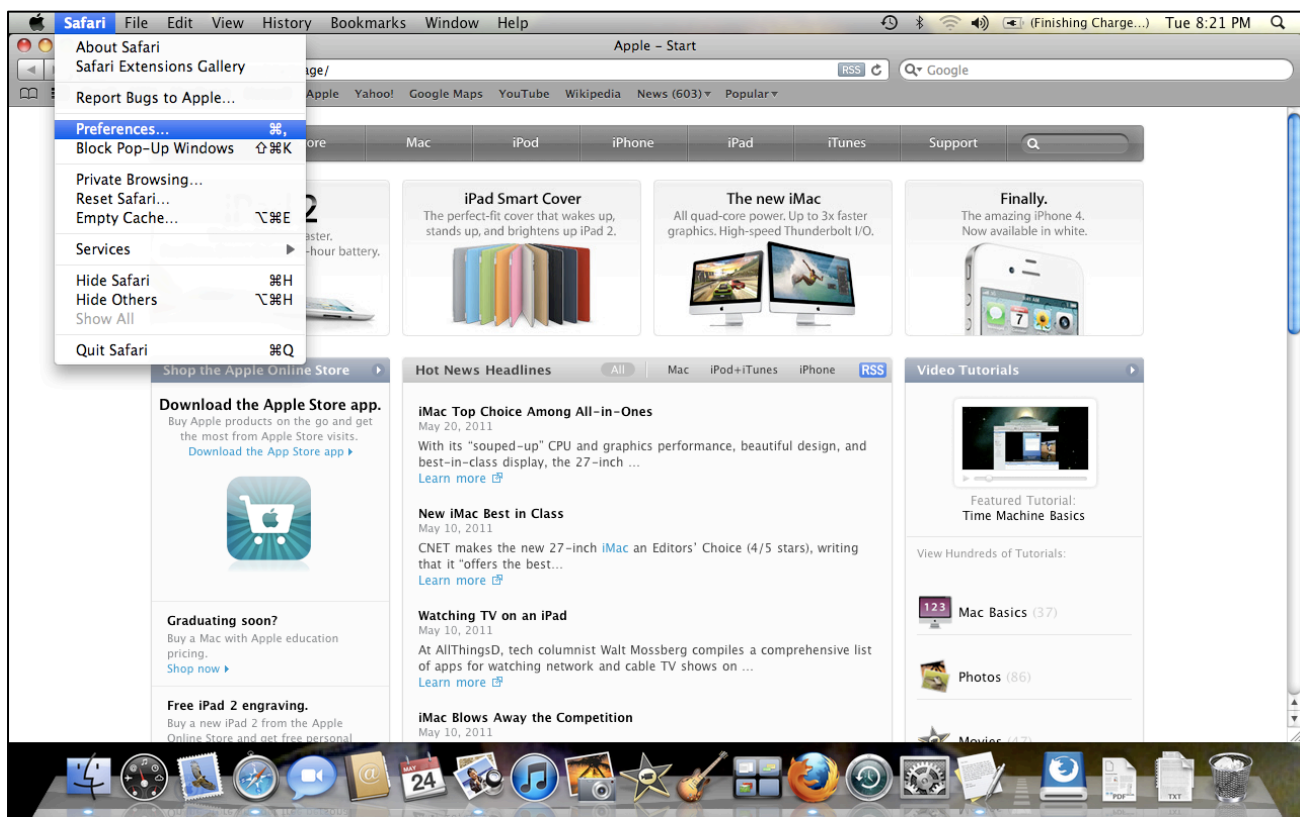 Safari File Edit View History Bookmarks Window Help (Finishing Charge...) Tue 8:21 PM
Apple – Start
age/ RSS Google
Apple Yahoo! Google Maps YouTube Wikipedia News (603) Popular
About Safari
Safari Extensions Gallery
Report Bugs to Apple...
Preferences... ⌘,
Block Pop-Up Windows ⇧⌘K
Private Browsing...
Reset Safari...
Empty Cache... ⌥⌘E
Services
Hide Safari ⌘H
Hide Others ⌥⌘H
Show All
Quit Safari ⌘Q
ore Mac iPod iPhone iPad iTunes Support
2
aster.
-hour battery.
iPad Smart Cover
The perfect-fit cover that wakes up,
stands up, and brightens up iPad 2.
The new iMac
All quad-core power. Up to 3x faster
graphics. High-speed Thunderbolt I/O.
Finally.
The amazing iPhone 4.
Now available in white.
7
Shop the Apple Online Store
Download the Apple Store app.
Buy Apple products on the go and get
the most from Apple Store visits.
Download the App Store app
Graduating soon?
Buy a Mac with Apple education
pricing.
Shop now
Free iPad 2 engraving.
Buy a new iPad 2 from the Apple
Online Store and get free personal
Hot News Headlines All Mac iPod+iTunes iPhone RSS
iMac Top Choice Among All-in-Ones
May 20, 2011
With its “souped-up” CPU and graphics performance, beautiful design, and
best-in-class display, the 27-inch ...
Learn more
New iMac Best in Class
May 10, 2011
CNET makes the new 27-inch iMac an Editors’ Choice (4/5 stars), writing
that it “offers the best...
Learn more
Watching TV on an iPad
May 10, 2011
At AllThingsD, tech columnist Walt Mossberg compiles a comprehensive list
of apps for watching network and cable TV shows on ...
Learn more
iMac Blows Away the Competition
May 10, 2011
Video Tutorials
Featured Tutorial:
Time Machine Basics
View Hundreds of Tutorials:
123
Mac Basics (37)
Photos (86)
Movies (47)
MAY
24
PDF
TXT